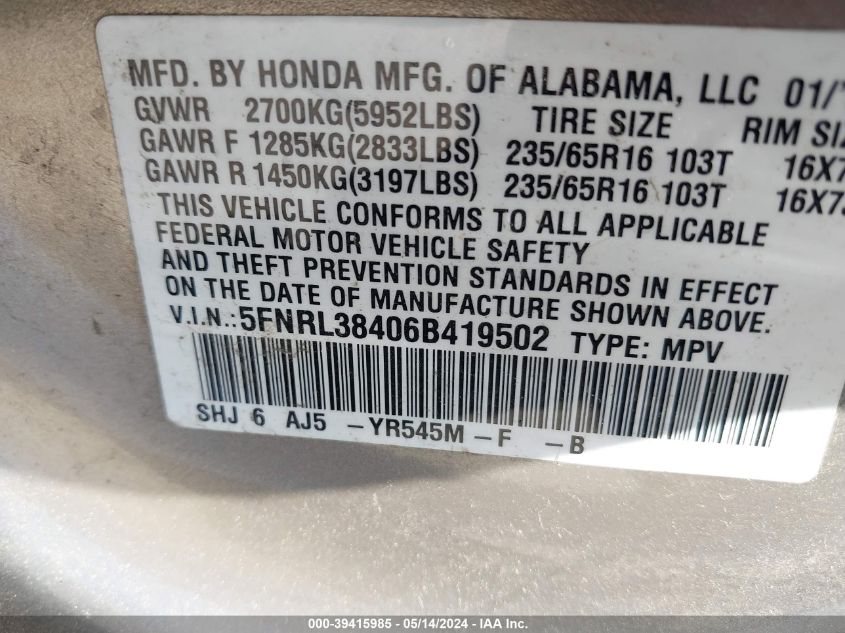 MFD. BY HONDA MFG. OF ALABAMA, LLC 01/
GVWR 2700KG(5952LBS) TIRE SIZE RIM
GAWR F 1285KG(2833LBS) 235/65R16 103T 16X7
GAWR R 1450KG(3197LBS) 235/65R16 103T 16X7
THIS VEHICLE CONFORMS TO ALL APPLICABLE
FEDERAL MOTOR VEHICLE SAFETY
AND THEFT PREVENTION STANDARDS IN EFFECT
ON THE DATE OF MANUFACTURE SHOWN ABOVE.
V.I.N.:5FNRL38406B419502 TYPE: MPV
SHJ 6 AJ5 -YR545M -F -B
000-39415985 - 05/14/2024 - IAA Inc.